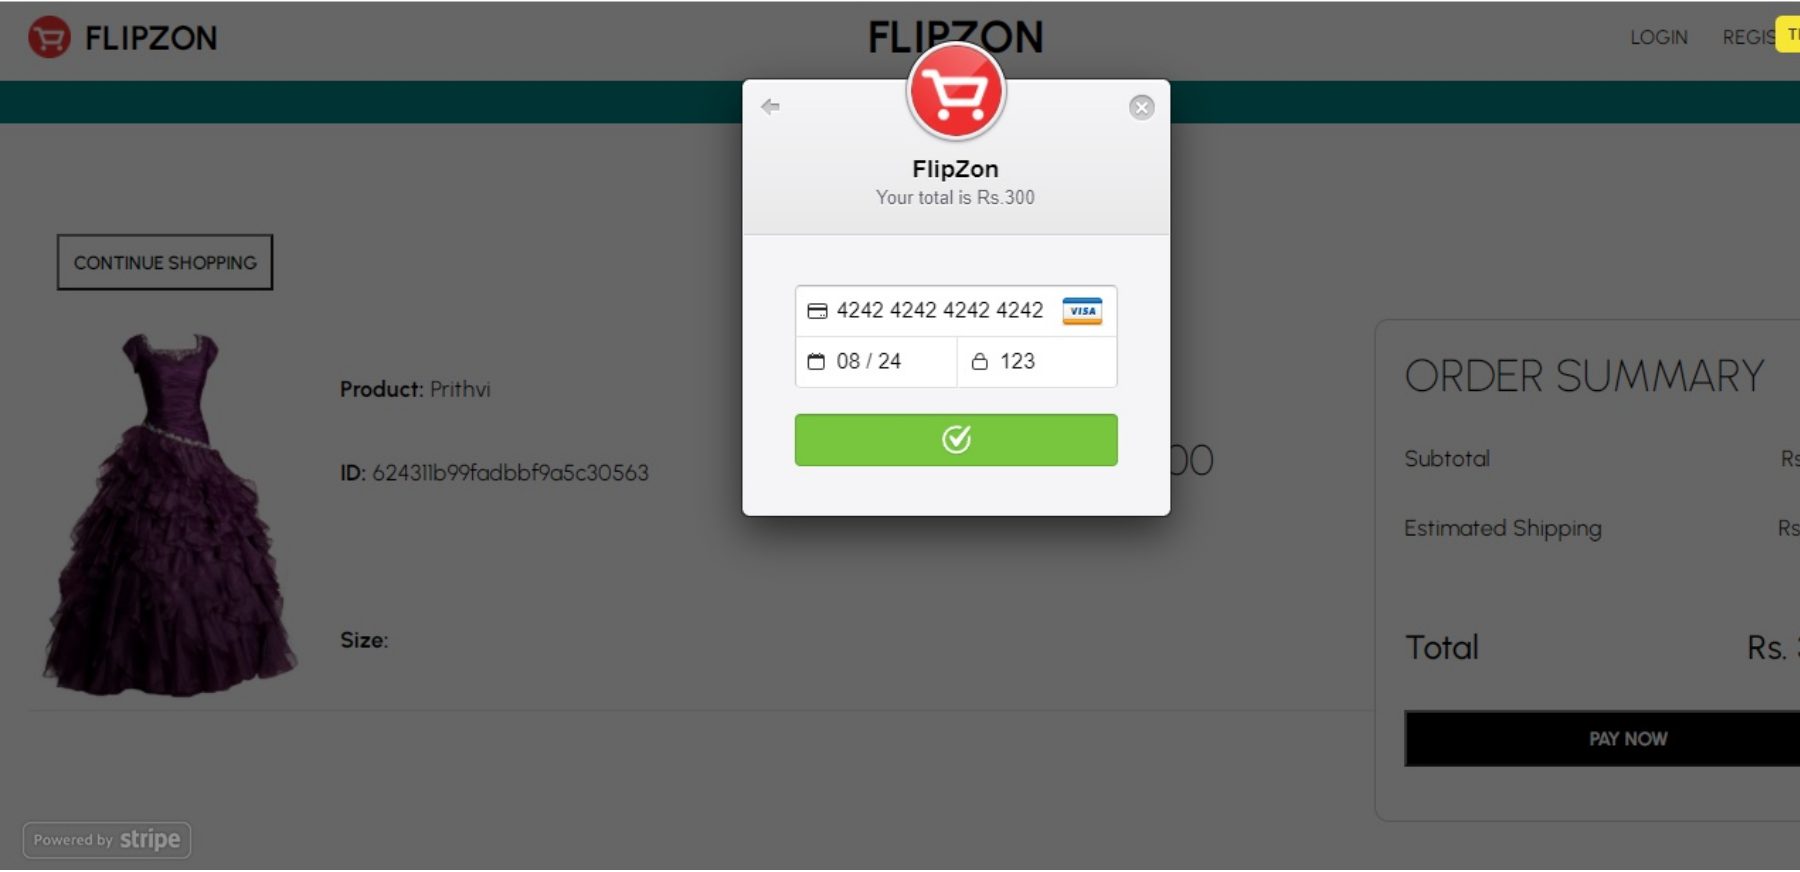 FLIPZON
FLIPZON
LOGIN REGIS
FlipZon
Your total is Rs.300
CONTINUE SHOPPING
4242 4242 4242 4242 VISA
08 / 24 123
Product: Prithvi
ID: 624311b99fadbbf9a5c30563
00
Size:
ORDER SUMMARY
Subtotal Rs
Estimated Shipping Rs
Total Rs.
PAY NOW
Powered by stripe